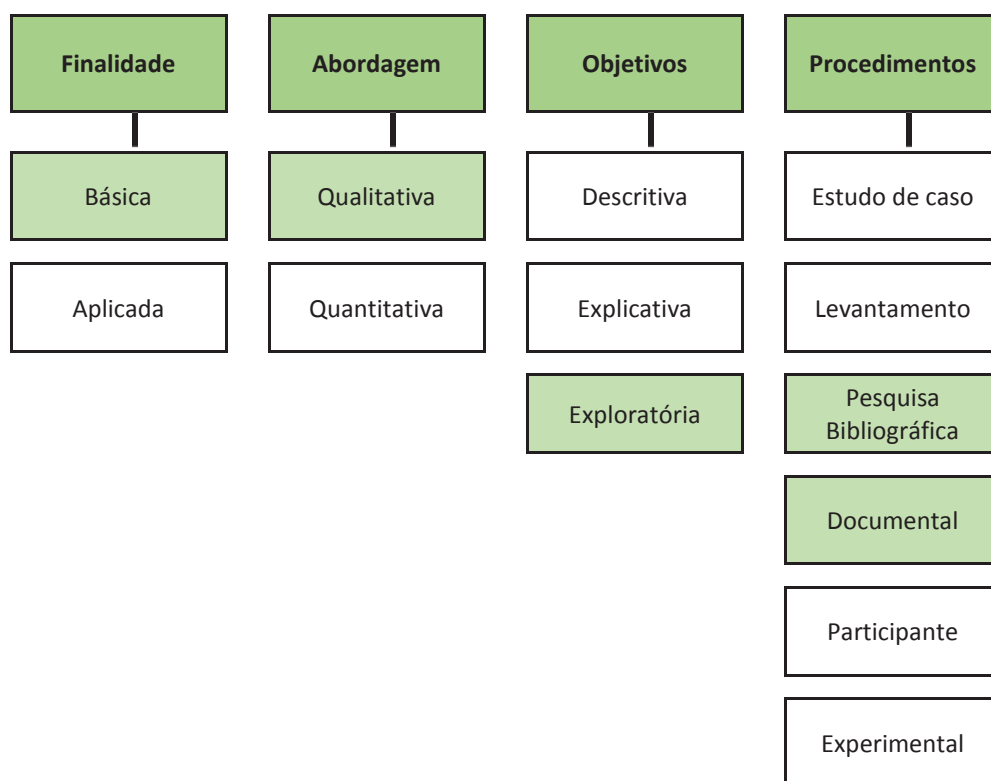 Finalidade
Abordagem
Objetivos
Procedimentos
Básica
Qualitativa
Descritiva
Estudo de caso
Aplicada
Quantitativa
Explicativa
Levantamento
Exploratória
Pesquisa
Bibliográfica
Documental
Participante
Experimental